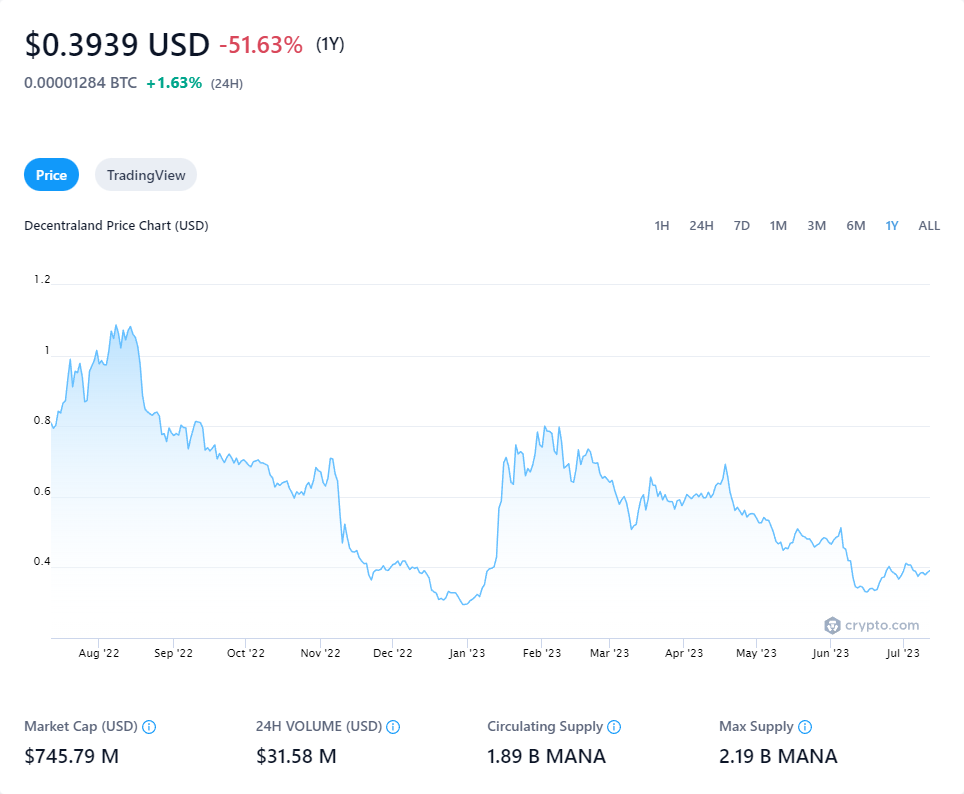 $0.3939 USD -51.63% (1Y)
0.00001284 BTC +1.63% (24H)
Price TradingView
Decentraland Price Chart (USD) 1H 24H 7D 1M 3M 6M 1Y ALL
1.2
1
0.8
0.6
0.4
crypto.com
Aug '22 Sep '22 Oct '22 Nov '22 Dec '22 Jan '23 Feb '23 Mar '23 Apr '23 May '23 Jun '23 Jul '23
Market Cap (USD) 24H VOLUME (USD) Circulating Supply Max Supply
$745.79 M $31.58 M 1.89 B MANA 2.19 B MANA